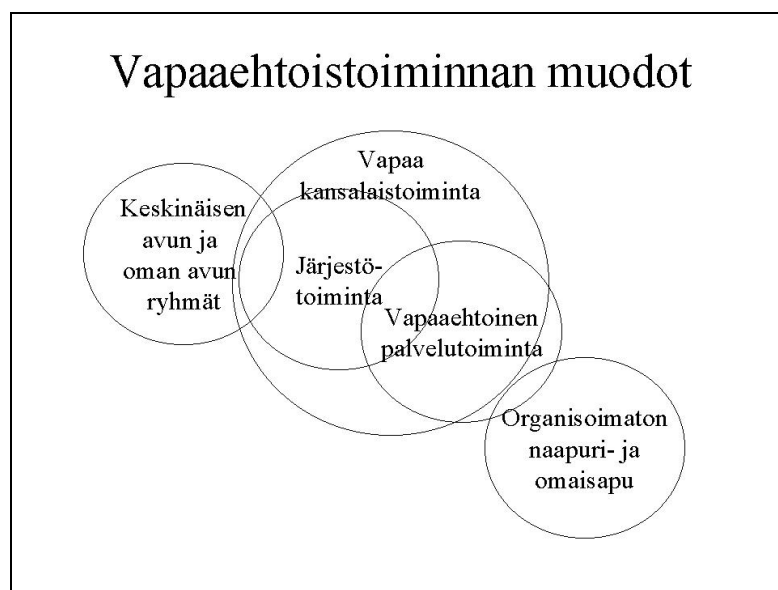 Vapaaehtoistoiminnan muodot
Vapaa
kansalaistoiminta
Keskinäisen
avun ja
oman avun
ryhmät
Järjestö-
toiminta
Vapaaehtoinen
palvelutoiminta
Organisoimaton
naapuri- ja
omaisapu